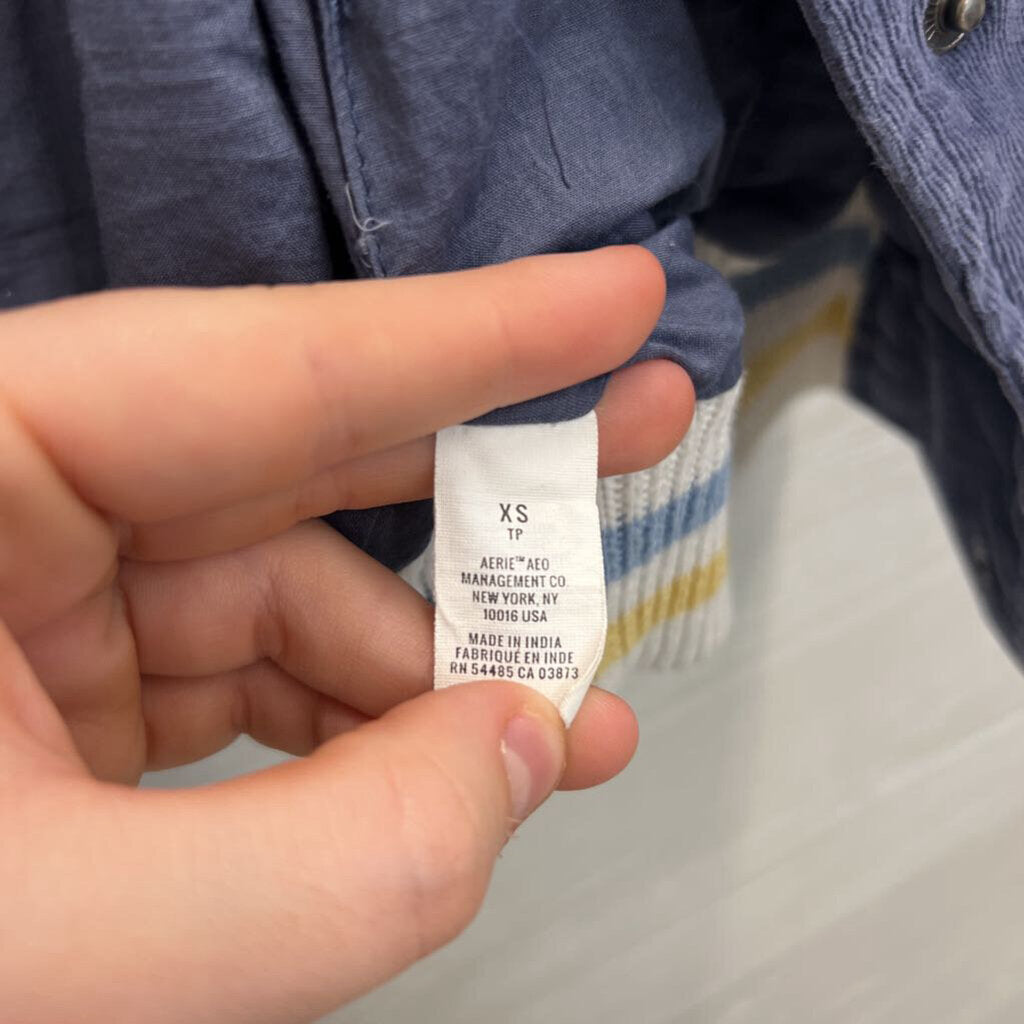 XS
TP
AERIE™ AEO
MANAGEMENT CO.
NEW YORK, NY
10016 USA
MADE IN INDIA
FABRIQUÉ EN INDE
RN 54485 CA 03873